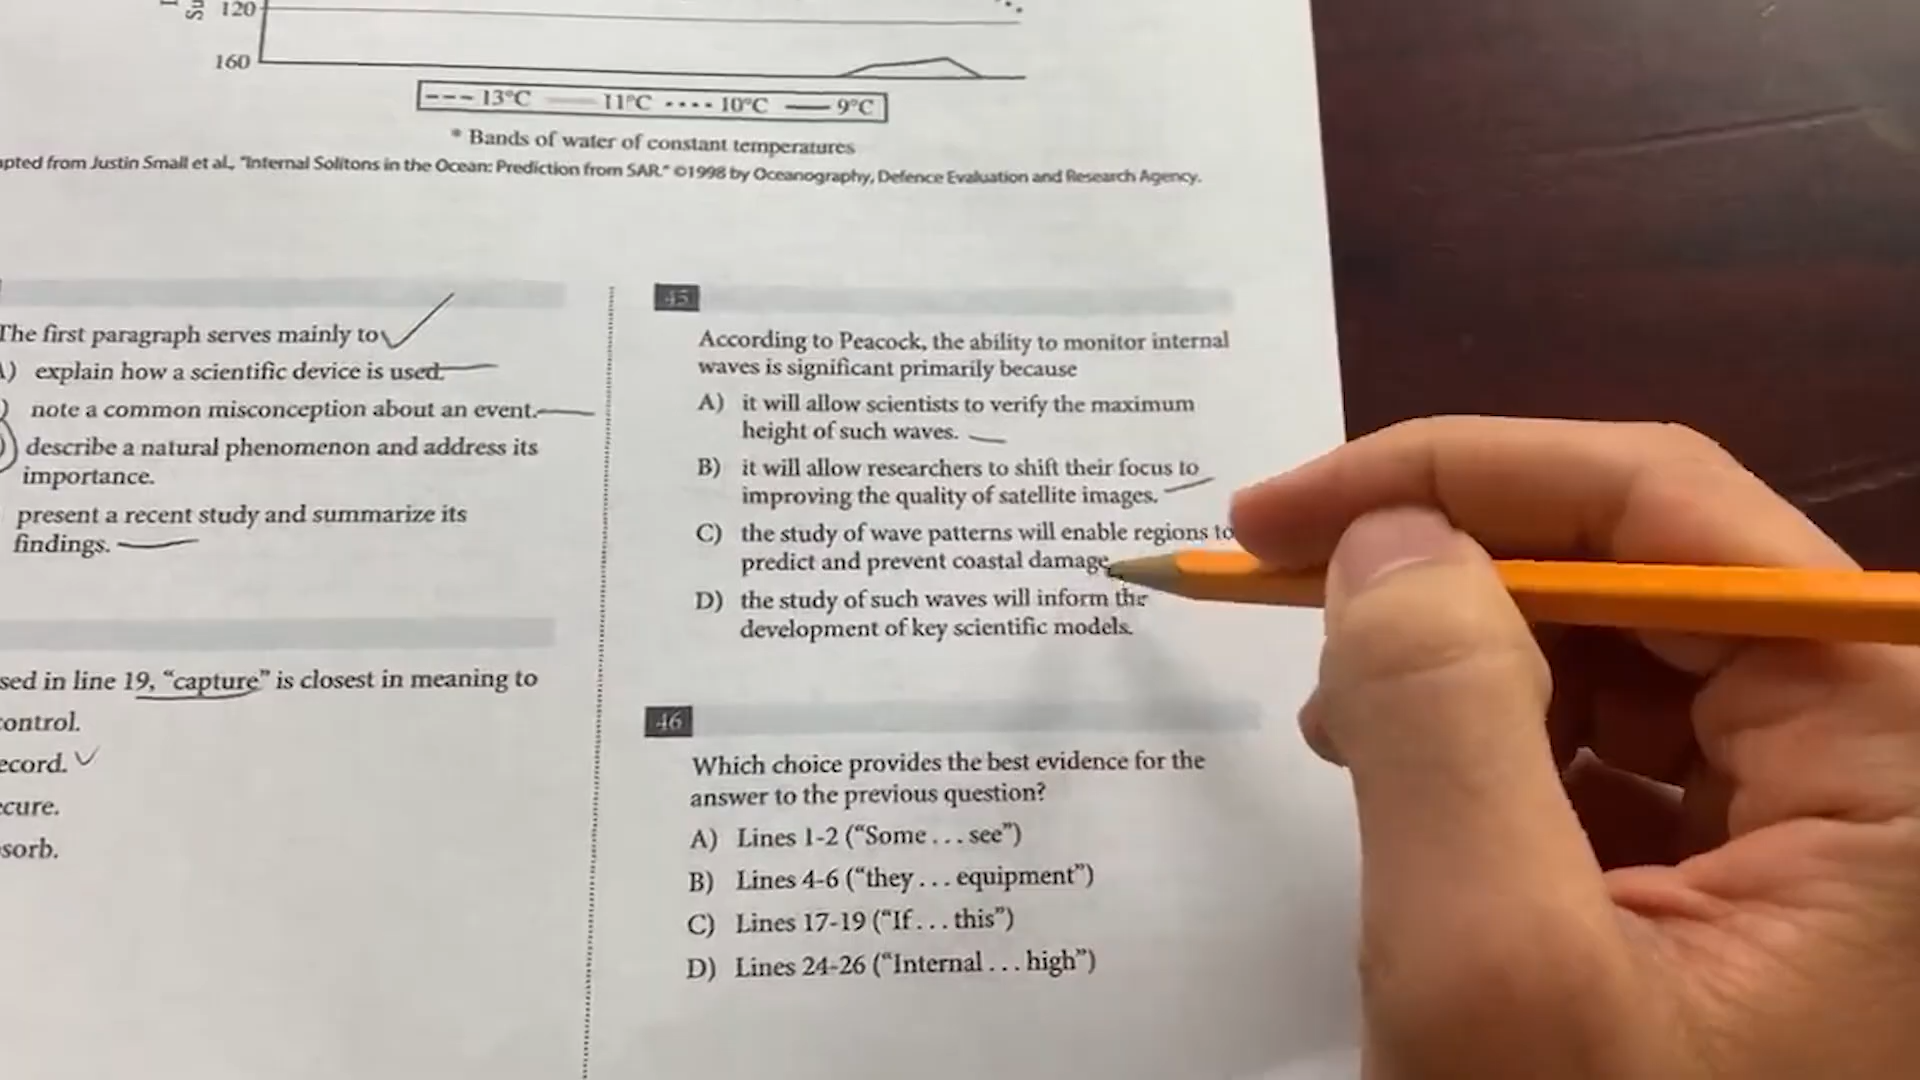 120
160
13°C 11°C 10°C 9°C
* Bands of water of constant temperatures
apted from Justin Small et al., "Internal Solitons in the Ocean: Prediction from SAR." ©1998 by Oceanography, Defence Evaluation and Research Agency.
The first paragraph serves mainly to
) explain how a scientific device is used.
) note a common misconception about an event.
) describe a natural phenomenon and address its
importance.
present a recent study and summarize its
findings.
sed in line 19, “capture” is closest in meaning to
control.
ecord.
ecure.
sorb.
45
According to Peacock, the ability to monitor internal
waves is significant primarily because
A) it will allow scientists to verify the maximum
height of such waves.
B) it will allow researchers to shift their focus to
improving the quality of satellite images.
C) the study of wave patterns will enable regions to
predict and prevent coastal damage.
D) the study of such waves will inform the
development of key scientific models.
46
Which choice provides the best evidence for the
answer to the previous question?
A) Lines 1-2 (“Some . . . see”)
B) Lines 4-6 (“they . . . equipment”)
C) Lines 17-19 (“If . . . this”)
D) Lines 24-26 (“Internal . . . high”)